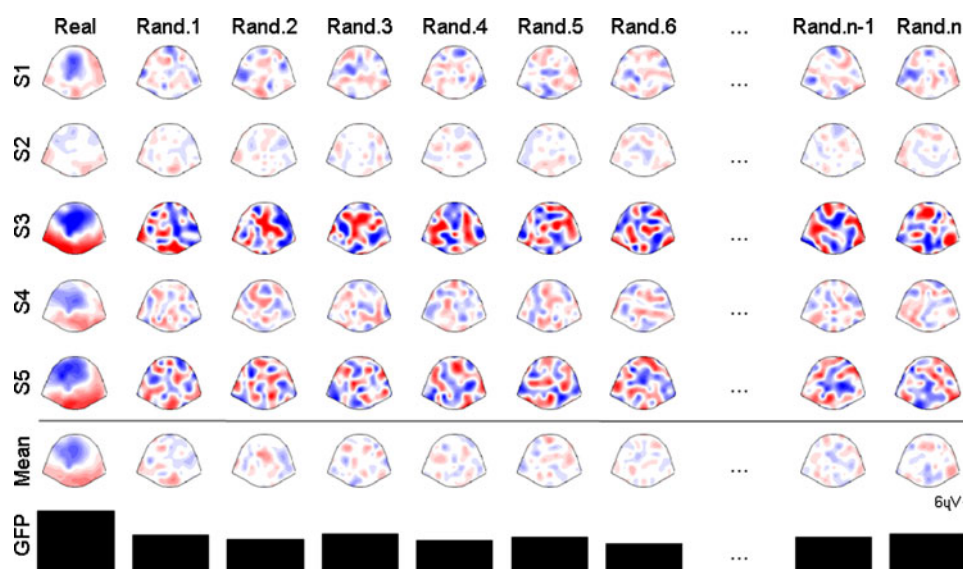 Real Rand.1 Rand.2 Rand.3 Rand.4 Rand.5 Rand.6 ... Rand.n-1 Rand.n
S1 ...
S2 ...
S3 ...
S4 ...
S5 ...
Mean ...
6γV
GFP ...